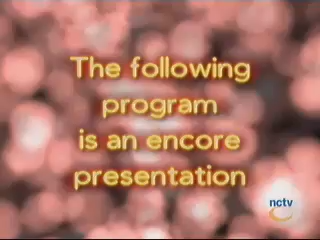 The following
program
is an encore
presentation
nctv